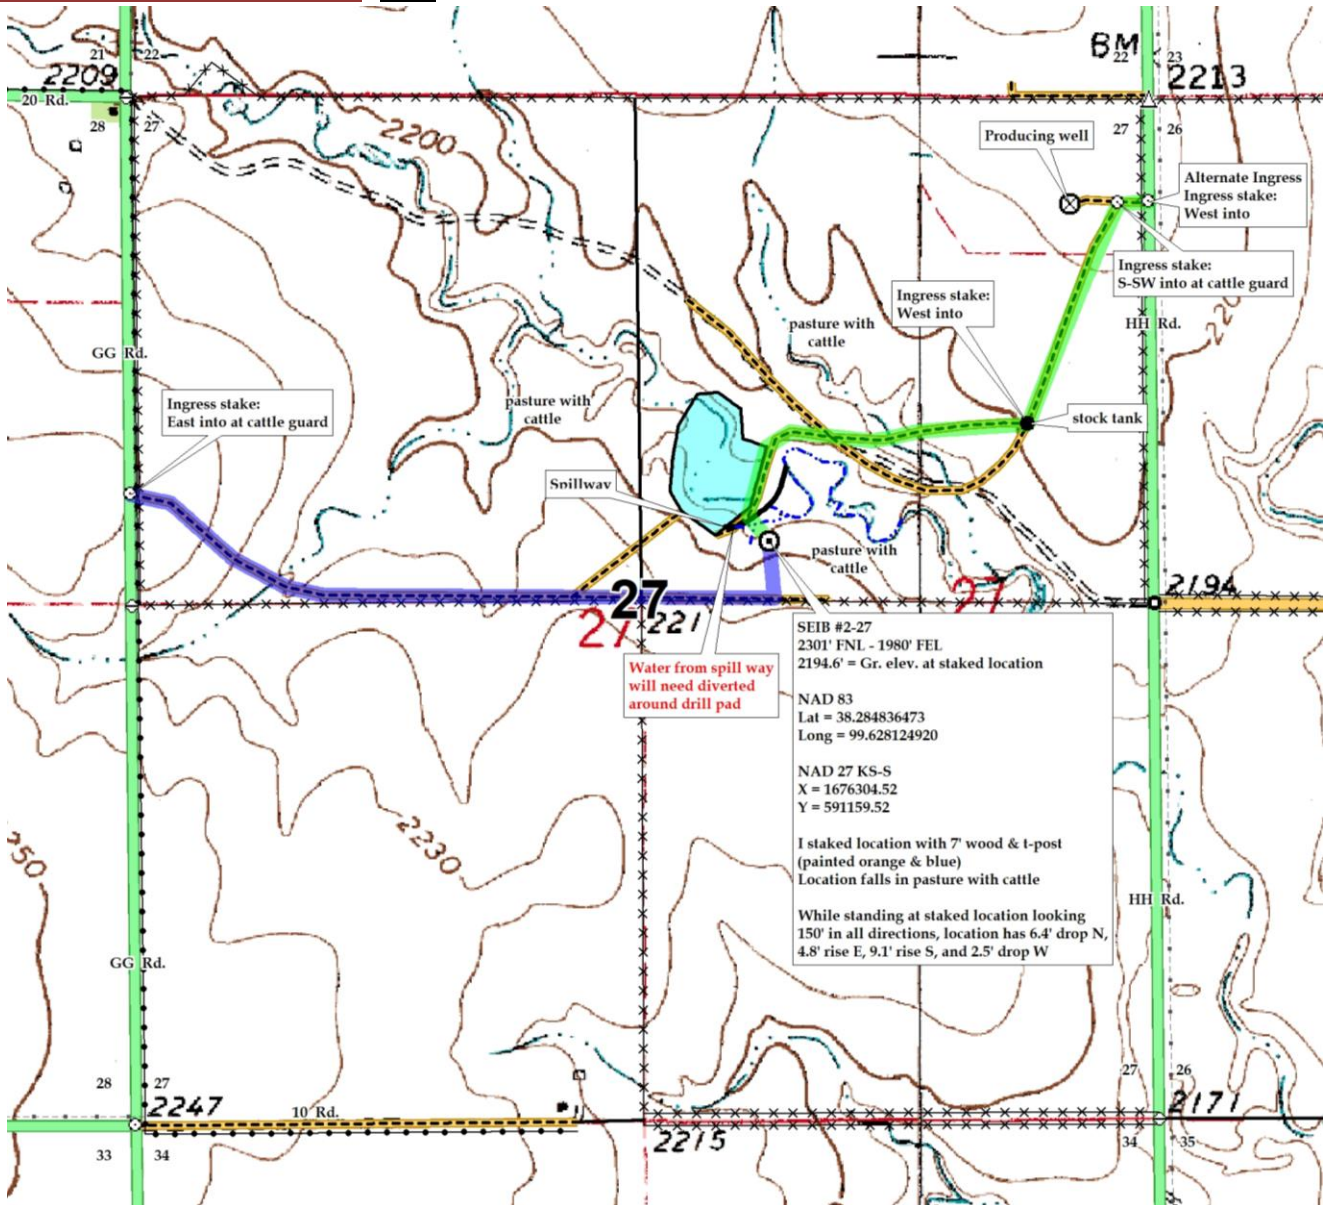 BM
21
22
22
23
2209
2213
20 Rd.
28
27
27
26
2200
Producing well
Alternate Ingress
Ingress stake:
West into
Ingress stake:
S-SW into at cattle guard
Ingress stake:
West into
pasture with
cattle
HH Rd.
GG Rd.
Ingress stake:
East into at cattle guard
pasture with
cattle
stock tank
Spillway
pasture with
cattle
27
27
2194
27
221
SEIB #2-27
2301' FNL - 1980' FEL
2194.6' = Gr. elev. at staked location
NAD 83
Lat = 38.284836473
Long = 99.628124920
NAD 27 KS-S
X = 1676304.52
Y = 591159.52
I staked location with 7' wood & t-post
(painted orange & blue)
Location falls in pasture with cattle
While standing at staked location looking
150' in all directions, location has 6.4' drop N,
4.8' rise E, 9.1' rise S, and 2.5' drop W
Water from spill way
will need diverted
around drill pad
2230
HH Rd.
GG Rd.
28
27
27
26
2247
10 Rd.
2171
2215
33
34
34
35